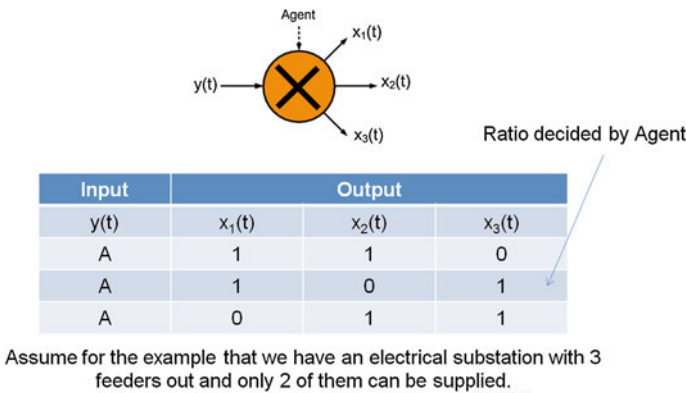 Agent
x₁(t)
y(t)
x₂(t)
x₃(t)
Ratio decided by Agent
Input Output
y(t) x₁(t) x₂(t) x₃(t)
A 1 1 0
A 1 0 1
A 0 1 1
Assume for the example that we have an electrical substation with 3
feeders out and only 2 of them can be supplied.